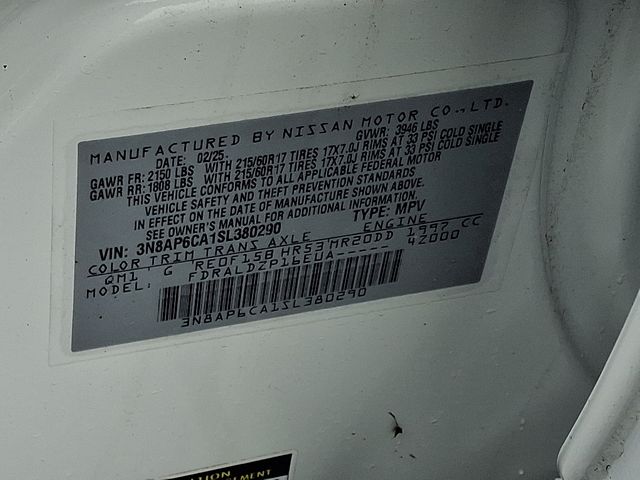 MANUFACTURED BY NISSAN MOTOR CO., LTD.
DATE: 02/25 GVWR: 3946 LBS
GAWR FR: 2150 LBS WITH 215/60R17 TIRES 17X7.0J RIMS AT 33 PSI COLD SINGLE
GAWR RR: 1808 LBS WITH 215/60R17 TIRES 17X7.0J RIMS AT 33 PSI COLD SINGLE
THIS VEHICLE CONFORMS TO ALL APPLICABLE FEDERAL MOTOR
VEHICLE SAFETY AND THEFT PREVENTION STANDARDS
IN EFFECT ON THE DATE OF MANUFACTURE SHOWN ABOVE.
SEE OWNER'S MANUAL FOR ADDITIONAL INFORMATION.
VIN: 3N8AP6CA1SL380290 TYPE: MPV
COLOR TRIM TRANS AXLE ENGINE
QM1 G RE0F15B HR53 MR20DD 1997 CC
MODEL: FDRALDZP16EUA----- 4Z000
3N8AP6CA1SL380290